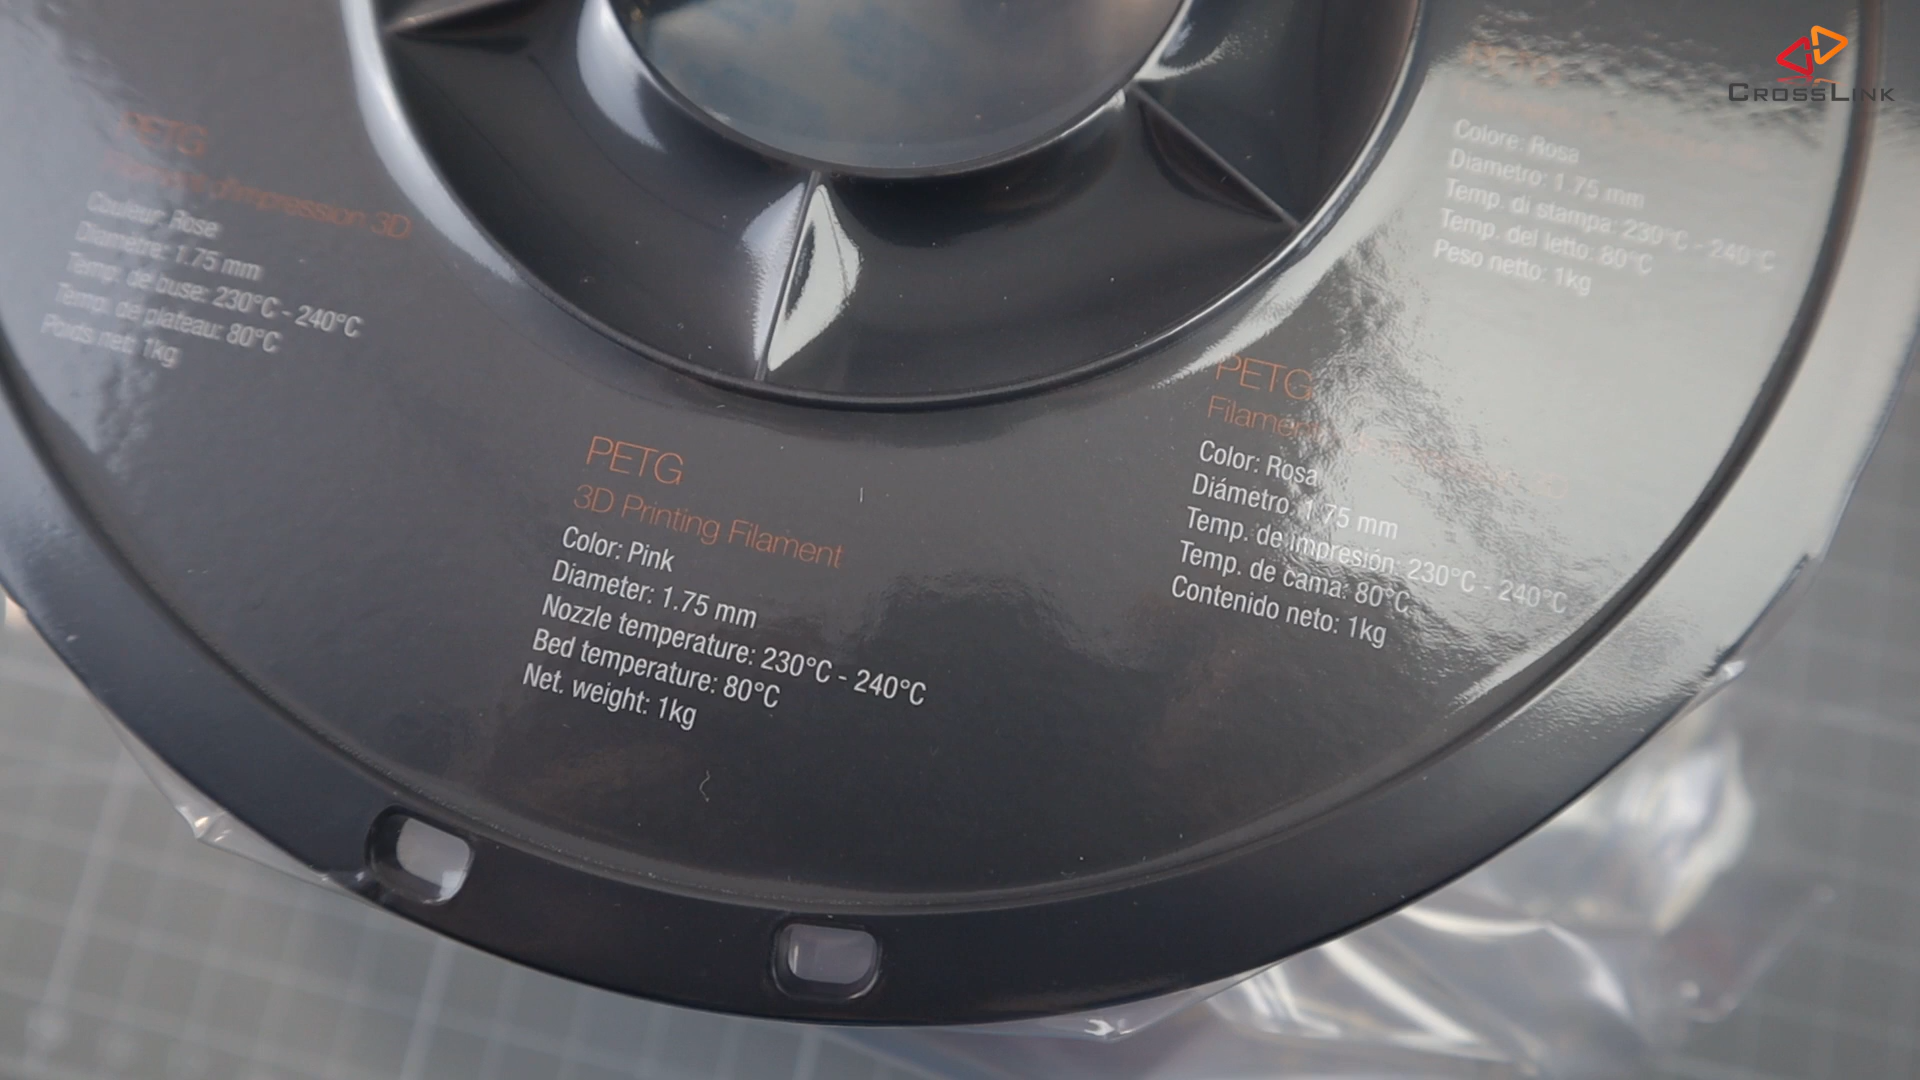 CROSSLINK
PETG
Filament d'impression 3D
Couleur: Rose
Diamètre: 1.75 mm
Temp. de buse: 230°C - 240°C
Temp. de plateau: 80°C
Poids net: 1kg
PETG
3D Printing Filament
Color: Pink
Diameter: 1.75 mm
Nozzle temperature: 230°C - 240°C
Bed temperature: 80°C
Net. weight: 1kg
PETG
Filamento
Color: Rosa
Diámetro: 1.75 mm
Temp. de impresión: 230°C - 240°C
Temp. de cama: 80°C
Contenido neto: 1kg
PETG
Colore: Rosa
Diametro: 1.75 mm
Temp. di stampa: 230°C - 240°C
Temp. del letto: 80°C
Peso netto: 1kg